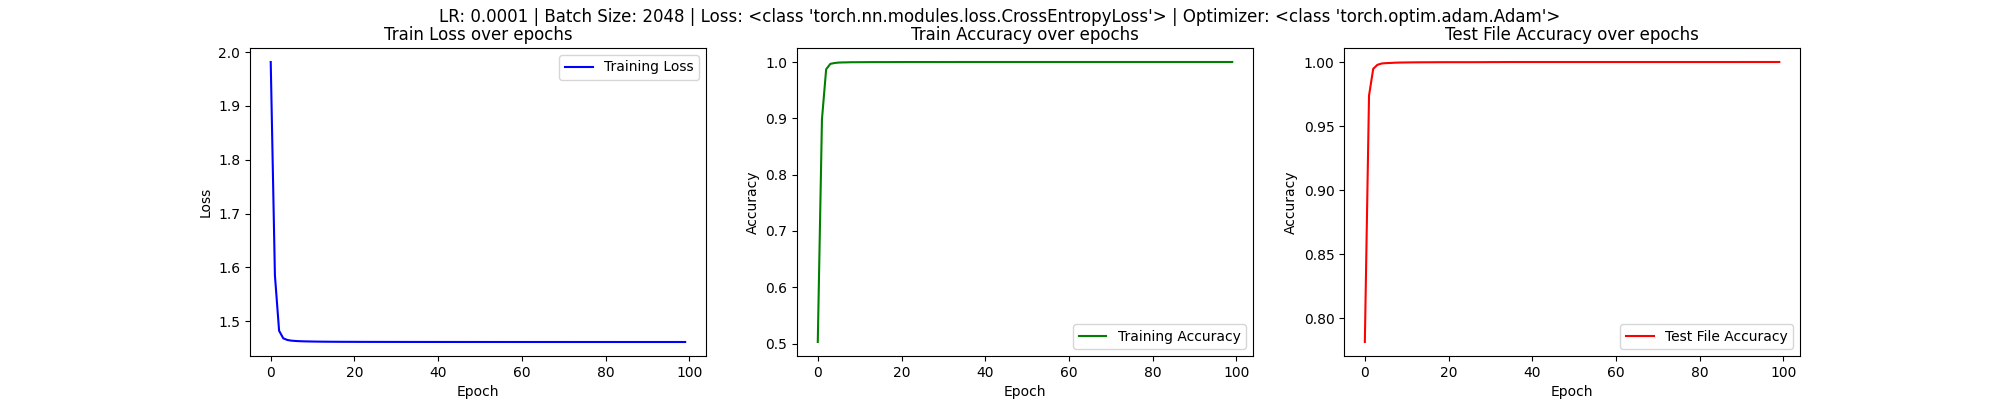 LR: 0.0001 | Batch Size: 2048 | Loss: <class 'torch.nn.modules.loss.CrossEntropyLoss'> | Optimizer: <class 'torch.optim.adam.Adam'>
Train Loss over epochs
2.0
1.9
1.8
1.7
1.6
1.5
Loss
Training Loss
0 20 40 60 80 100
Epoch
Train Accuracy over epochs
1.0
0.9
0.8
0.7
0.6
0.5
Accuracy
Training Accuracy
0 20 40 60 80 100
Epoch
Test File Accuracy over epochs
1.00
0.95
0.90
0.85
0.80
Accuracy
Test File Accuracy
0 20 40 60 80 100
Epoch